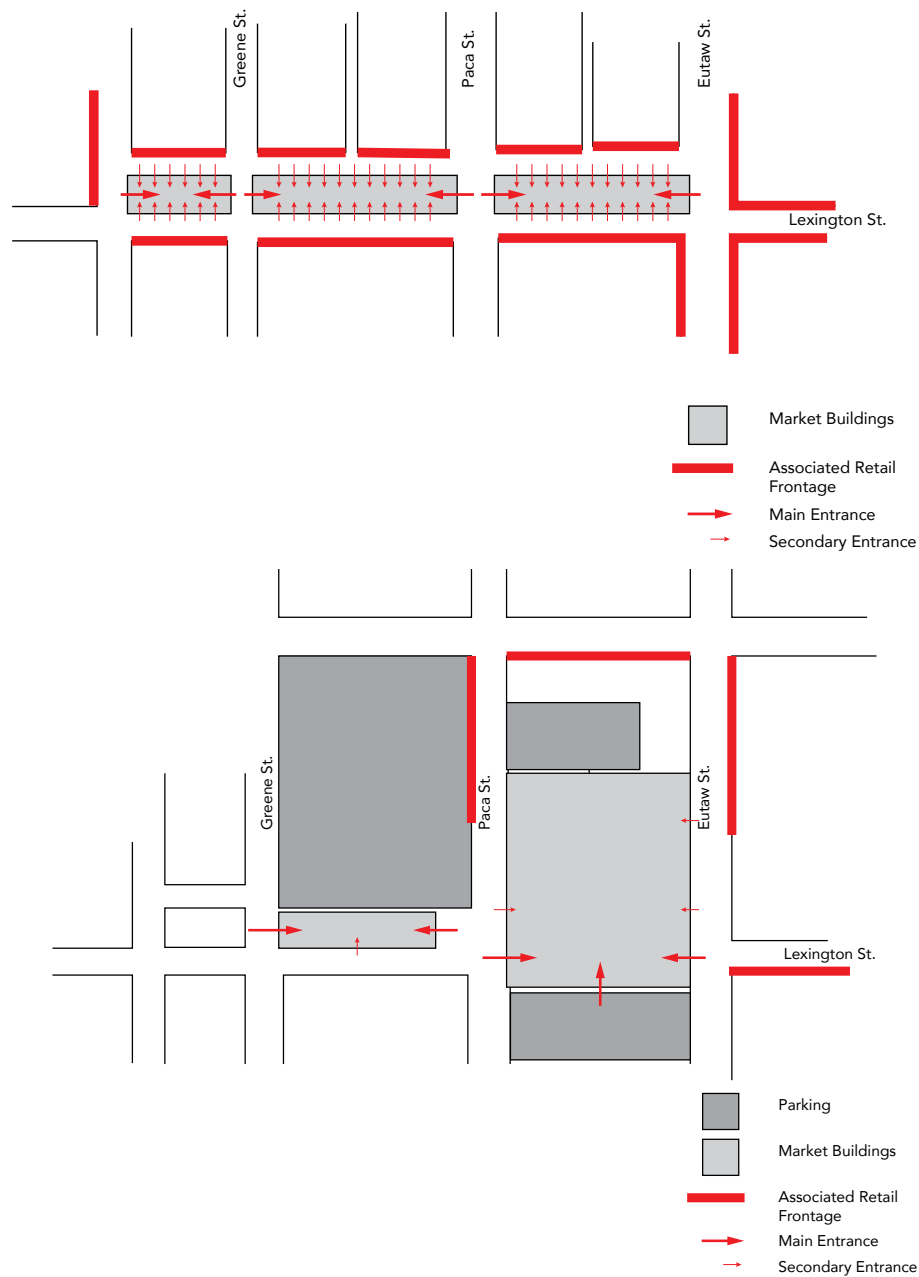 Greene St.
Paca St.
Eutaw St.
Lexington St.
Market Buildings
Associated Retail
Frontage
Main Entrance
Secondary Entrance
Greene St.
Paca St.
Eutaw St.
Lexington St.
Parking
Market Buildings
Associated Retail
Frontage
Main Entrance
Secondary Entrance